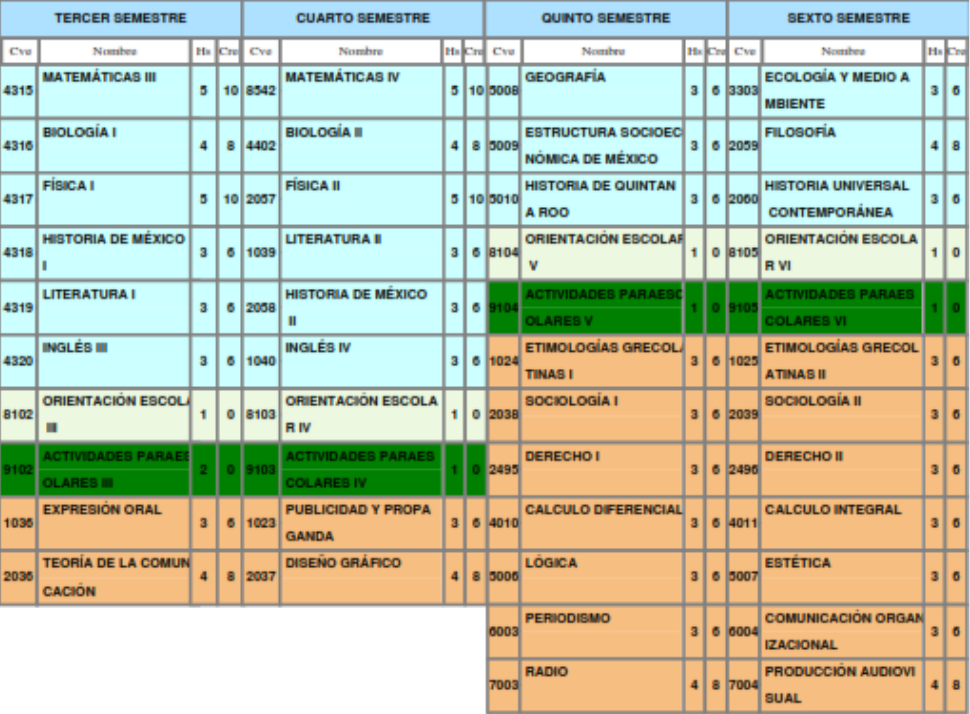 TERCER SEMESTRE CUARTO SEMESTRE QUINTO SEMESTRE SEXTO SEMESTRE
Cve Nombre Hs Cre Cve Nombre Hs Cre Cve Nombre Hs Cre Cve Nombre Hs Cre
4315 MATEMÁTICAS III 5 10 8542 MATEMÁTICAS IV 5 10 5008 GEOGRAFÍA 3 6 3303 ECOLOGÍA Y MEDIO A
MBIENTE 3 6
4316 BIOLOGÍA I 4 8 4402 BIOLOGÍA II 4 8 5009 ESTRUCTURA SOCIOEC
NÓMICA DE MÉXICO 3 6 2059 FILOSOFÍA 4 8
4317 FÍSICA I 5 10 2057 FÍSICA II 5 10 5010 HISTORIA DE QUINTAN
A ROO 3 6 2060 HISTORIA UNIVERSAL
CONTEMPORÁNEA 3 6
4318 HISTORIA DE MÉXICO
I 3 6 1039 LITERATURA II 3 6 8104 ORIENTACIÓN ESCOLAR
V 1 0 8105 ORIENTACIÓN ESCOLA
R VI 1 0
4319 LITERATURA I 3 6 2058 HISTORIA DE MÉXICO
II 3 6 9104 ACTIVIDADES PARAESC
OLARES V 1 0 9105 ACTIVIDADES PARAES
COLARES VI 1 0
4320 INGLÉS III 3 6 1040 INGLÉS IV 3 6 1024 ETIMOLOGÍAS GRECOLA
TINAS I 3 6 1025 ETIMOLOGÍAS GRECOL
ATINAS II 3 6
8102 ORIENTACIÓN ESCOLA
III 1 0 8103 ORIENTACIÓN ESCOLA
R IV 1 0 2038 SOCIOLOGÍA I 3 6 2039 SOCIOLOGÍA II 3 6
9102 ACTIVIDADES PARAES
OLARES III 2 0 9103 ACTIVIDADES PARAES
COLARES IV 1 0 2495 DERECHO I 3 6 2496 DERECHO II 3 6
1036 EXPRESIÓN ORAL 3 6 1023 PUBLICIDAD Y PROPA
GANDA 3 6 4010 CALCULO DIFERENCIAL 3 6 4011 CALCULO INTEGRAL 3 6
2036 TEORÍA DE LA COMUN
CACIÓN 4 8 2037 DISEÑO GRÁFICO 4 8 5006 LÓGICA 3 6 5007 ESTÉTICA 3 6
6003 PERIODISMO 3 6 6004 COMUNICACIÓN ORGAN
IZACIONAL 3 6
7003 RADIO 4 8 7004 PRODUCCIÓN AUDIOVI
SUAL 4 8